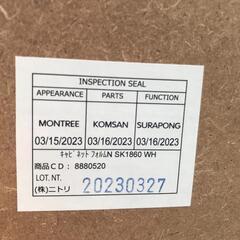 INSPECTION SEAL
APPEARANCE PARTS FUNCTION
MONTREE KOMSAN SURAPONG
03/15/2023 03/16/2023 03/16/2023
ｷｬﾋﾞﾈｯﾄ ﾌｫﾙﾑN SK1860 WH
商品CD: 8880520
LOT. NT. 20230327
(株)ニトリ